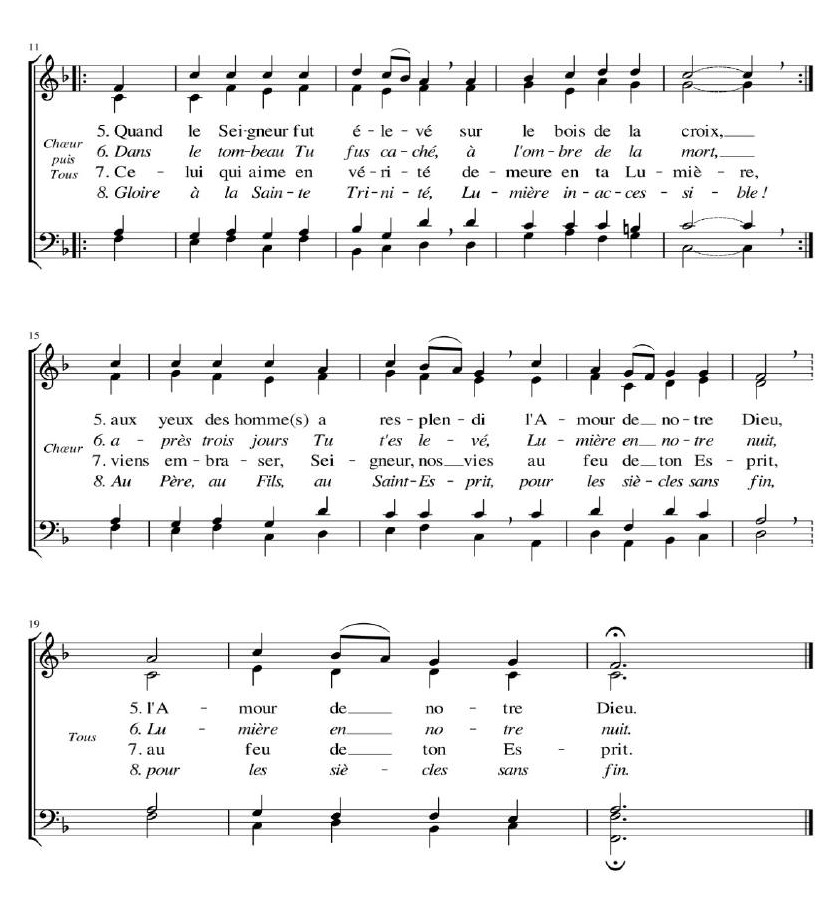 11
Chœur
puis
Tous
5. Quand le Sei-gneur fut é-le-vé sur le bois de la croix,
6. Dans le tom-beau Tu fus ca-ché, à l'om-bre de la mort,
7. Ce-lui qui aime en vé-ri-té de-meure en ta Lu-miè-re,
8. Gloire à la Sain-te Tri-ni-té, Lu-mière in-ac-ces-si-ble !
15
Chœur
5. aux yeux des homme(s) a res-plen-di l'A-mour de no-tre Dieu,
6. a-près trois jours Tu t'es le-vé, Lu-mière en no-tre nuit,
7. viens em-bra-ser, Sei-gneur, nos vies au feu de ton Es-prit,
8. Au Père, au Fils, au Saint-Es-prit, pour les siè-cles sans fin,
19
Tous
5. l'A-mour de no-tre Dieu.
6. Lu-mière en no-tre nuit.
7. au feu de ton Es-prit.
8. pour les siè-cles sans fin.